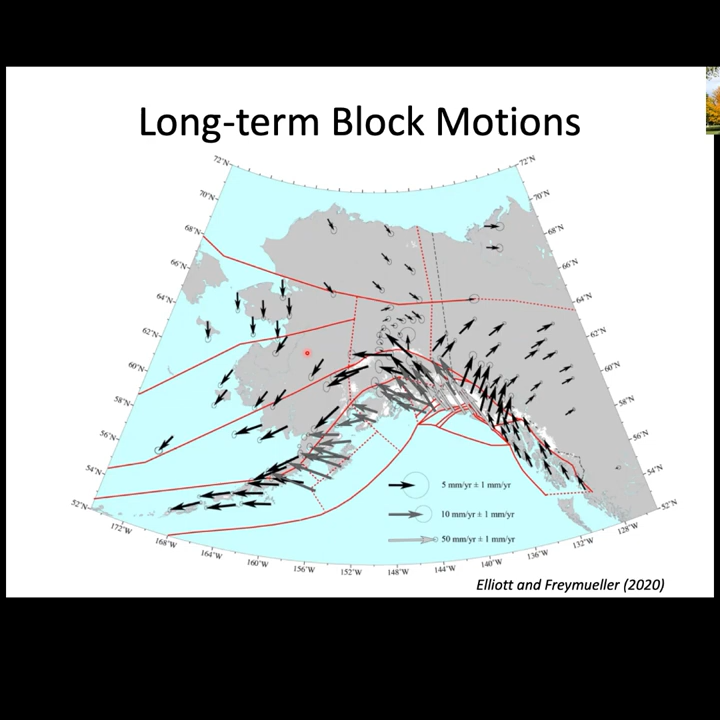 Long-term Block Motions
72°N
72°N
70°N
70°N
68°N
68°N
66°N
66°N
64°N
64°N
62°N
62°N
60°N
60°N
58°N
58°N
56°N
56°N
54°N
54°N
52°N
52°N
5 mm/yr ± 1 mm/yr
10 mm/yr ± 1 mm/yr
50 mm/yr ± 1 mm/yr
172°W
168°W
164°W
160°W
156°W
152°W
148°W
144°W
140°W
136°W
132°W
128°W
Elliott and Freymueller (2020)